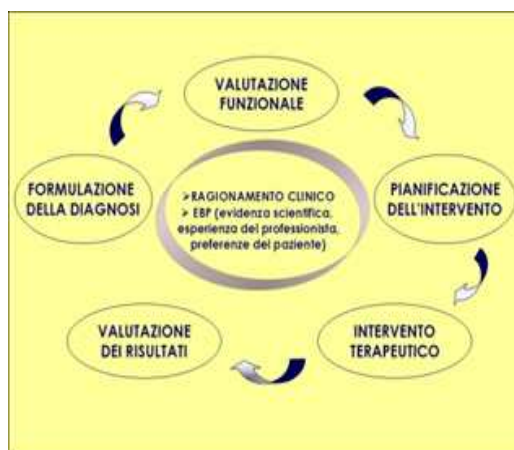 VALUTAZIONE
FUNZIONALE
FORMULAZIONE
DELLA DIAGNOSI
➢RAGIONAMENTO CLINICO
➢ EBP (evidenza scientifica,
esperienza del professionista,
preferenze del paziente)
PIANIFICAZIONE
DELL'INTERVENTO
VALUTAZIONE
DEI RISULTATI
INTERVENTO
TERAPEUTICO